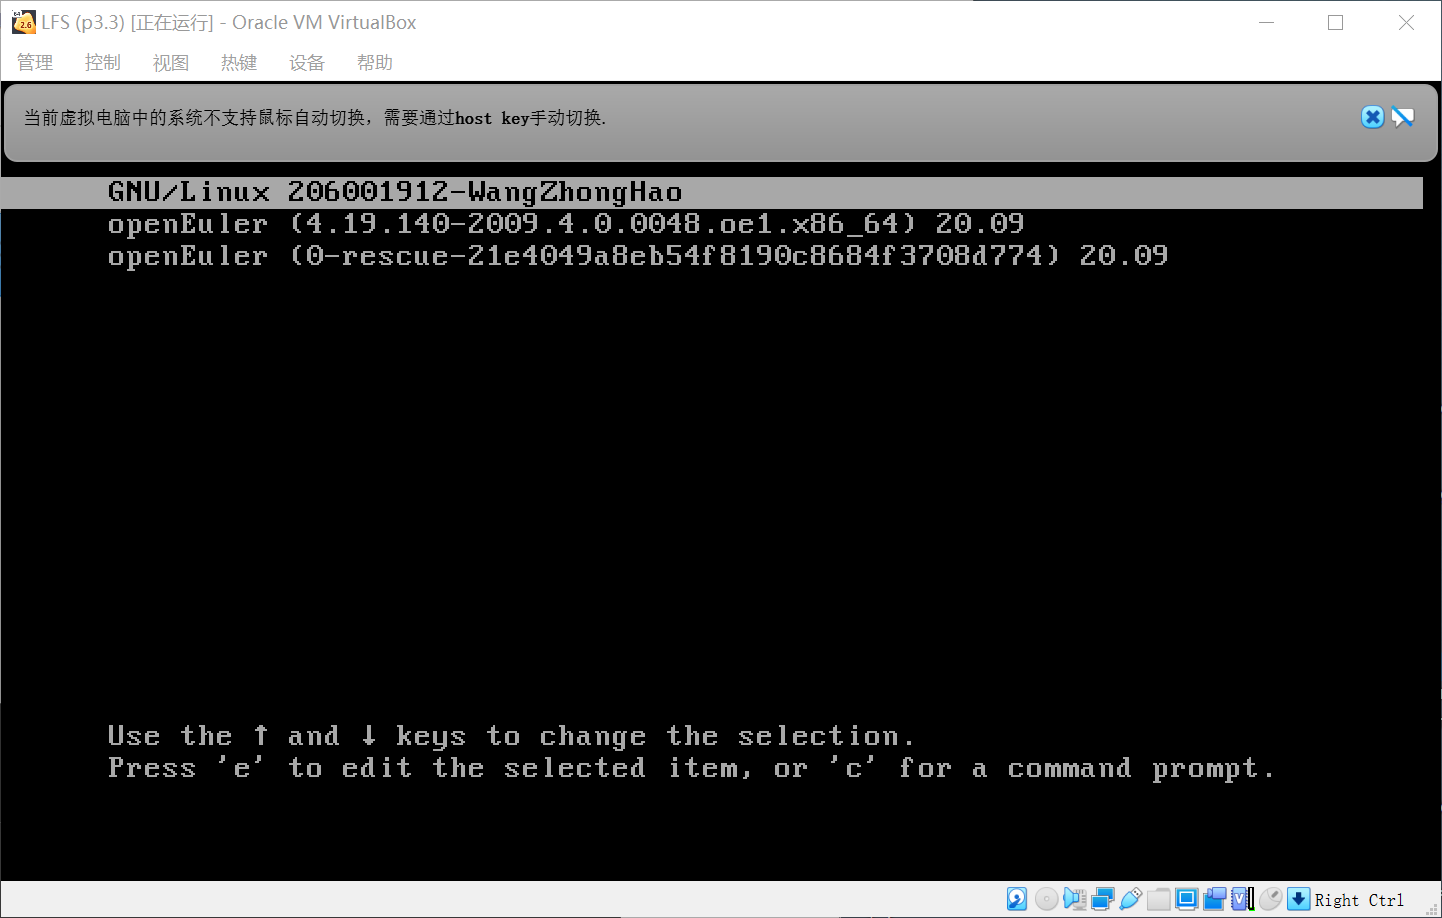 LFS (p3.3) [正在运行] - Oracle VM VirtualBox
管理 控制 视图 热键 设备 帮助
当前虚拟电脑中的系统不支持鼠标自动切换，需要通过host key手动切换.
GNU/Linux 206001912-WangZhongHao
openEuler (4.19.140-2009.4.0.0048.oe1.x86_64) 20.09
openEuler (0-rescue-21e4049a8eb54f8190c8684f3708d774) 20.09
Use the ↑ and ↓ keys to change the selection.
Press 'e' to edit the selected item, or 'c' for a command prompt.
Right Ctrl